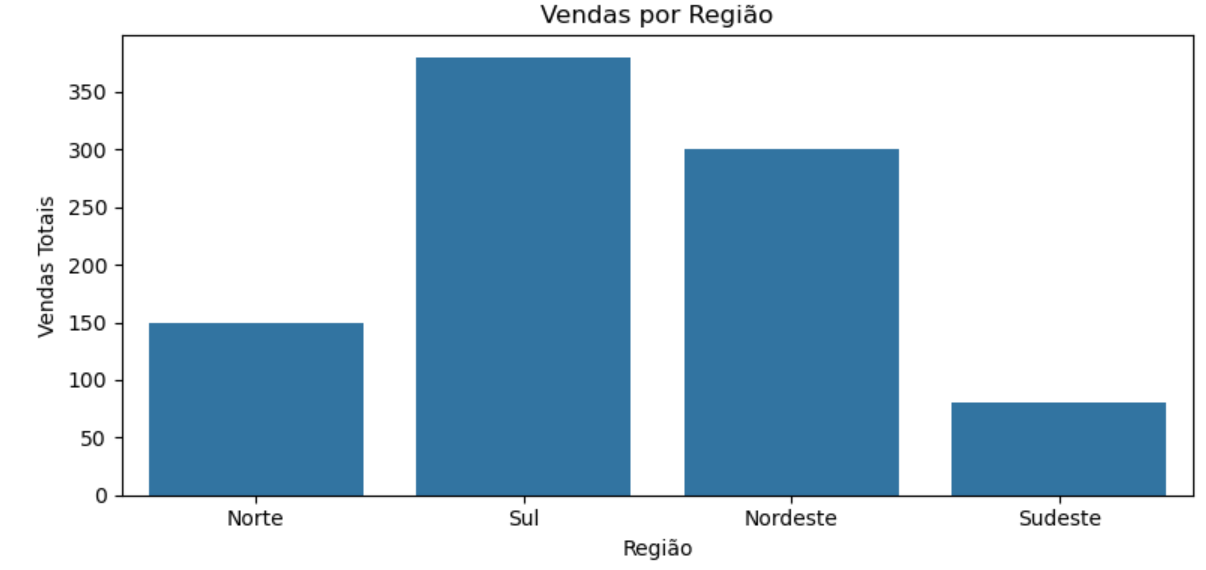 Vendas por Região
Vendas Totais
350
300
250
200
150
100
50
0
Norte Sul Nordeste Sudeste
Região